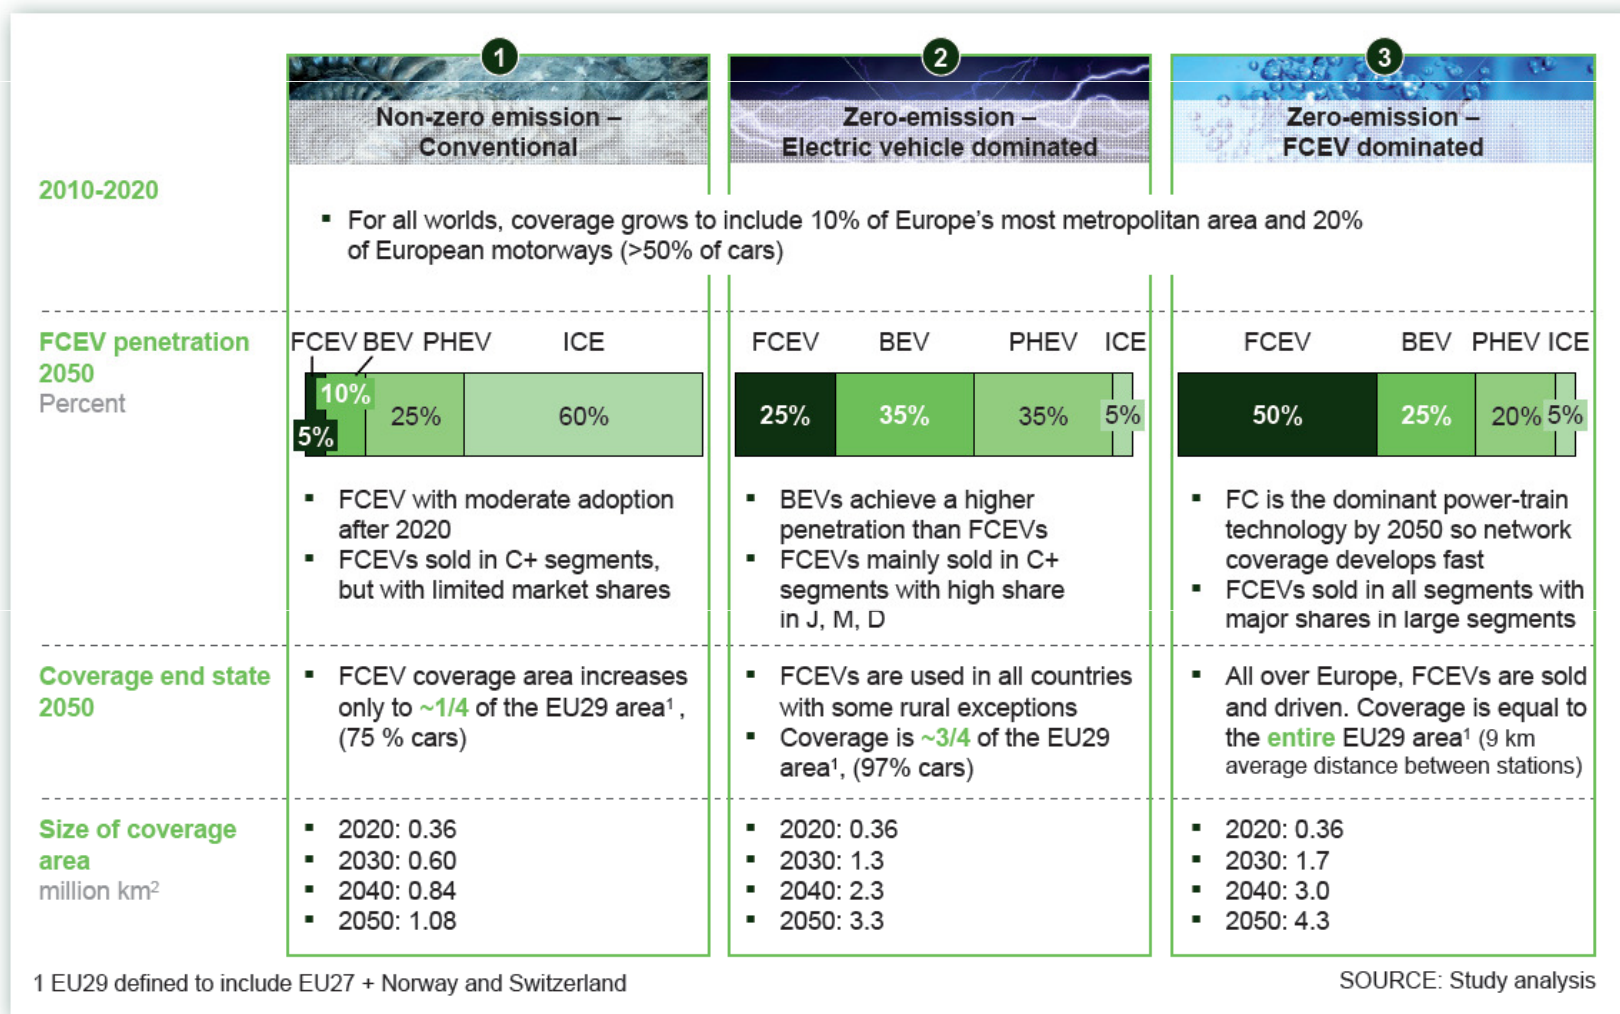 1
2
3
Non-zero emission –
Conventional
Zero-emission –
Electric vehicle dominated
Zero-emission –
FCEV dominated
2010-2020
▪ For all worlds, coverage grows to include 10% of Europe's most metropolitan area and 20%
of European motorways (>50% of cars)
FCEV penetration
2050
Percent
FCEV BEV PHEV ICE
5% 10% 25% 60%
▪ FCEV with moderate adoption
after 2020
▪ FCEVs sold in C+ segments,
but with limited market shares
FCEV BEV PHEV ICE
25% 35% 35% 5%
▪ BEVs achieve a higher
penetration than FCEVs
▪ FCEVs mainly sold in C+
segments with high share
in J, M, D
FCEV BEV PHEV ICE
50% 25% 20% 5%
▪ FC is the dominant power-train
technology by 2050 so network
coverage develops fast
▪ FCEVs sold in all segments with
major shares in large segments
Coverage end state
2050
▪ FCEV coverage area increases
only to ~1/4 of the EU29 area¹ ,
(75 % cars)
▪ FCEVs are used in all countries
with some rural exceptions
▪ Coverage is ~3/4 of the EU29
area¹, (97% cars)
▪ All over Europe, FCEVs are sold
and driven. Coverage is equal to
the entire EU29 area¹ (9 km
average distance between stations)
Size of coverage
area
million km²
▪ 2020: 0.36
▪ 2030: 0.60
▪ 2040: 0.84
▪ 2050: 1.08
▪ 2020: 0.36
▪ 2030: 1.3
▪ 2040: 2.3
▪ 2050: 3.3
▪ 2020: 0.36
▪ 2030: 1.7
▪ 2040: 3.0
▪ 2050: 4.3
1 EU29 defined to include EU27 + Norway and Switzerland
SOURCE: Study analysis